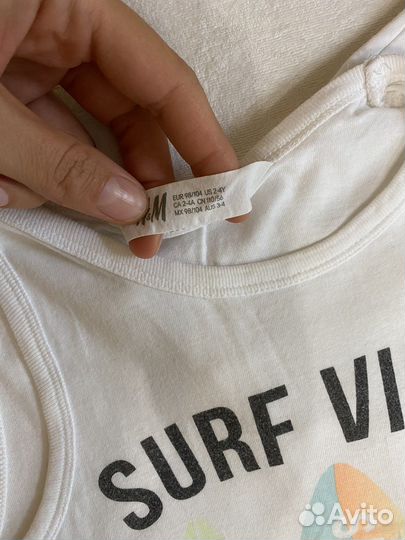 H&M
EUR 98/104 US 2-4Y
CA 2-4A CN 110/56
MX 98/104 AUS 3-4
SURF VI
Avito